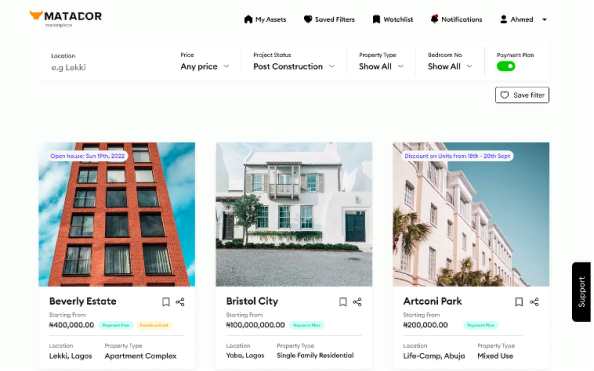 MATADOR
marketplace
My Assets
Saved Filters
Watchlist
Notifications
Ahmed
Location
e.g Lekki
Price
Any price
Project Status
Post Construction
Property Type
Show All
Bedroom No
Show All
Payment Plan
Save filter
Open house: Sun 19th, 2022
Discount on Units from 18th - 20th Sept
Support
Beverly Estate
Starting From
₦400,000.00
Payment Plan
Location
Lekki, Lagos
Property Type
Apartment Complex
Bristol City
Starting From
₦100,000,000.00
Payment Plan
Location
Yaba, Lagos
Property Type
Single Family Residential
Artconi Park
Starting From
₦200,000.00
Payment Plan
Location
Life-Camp, Abuja
Property Type
Mixed Use